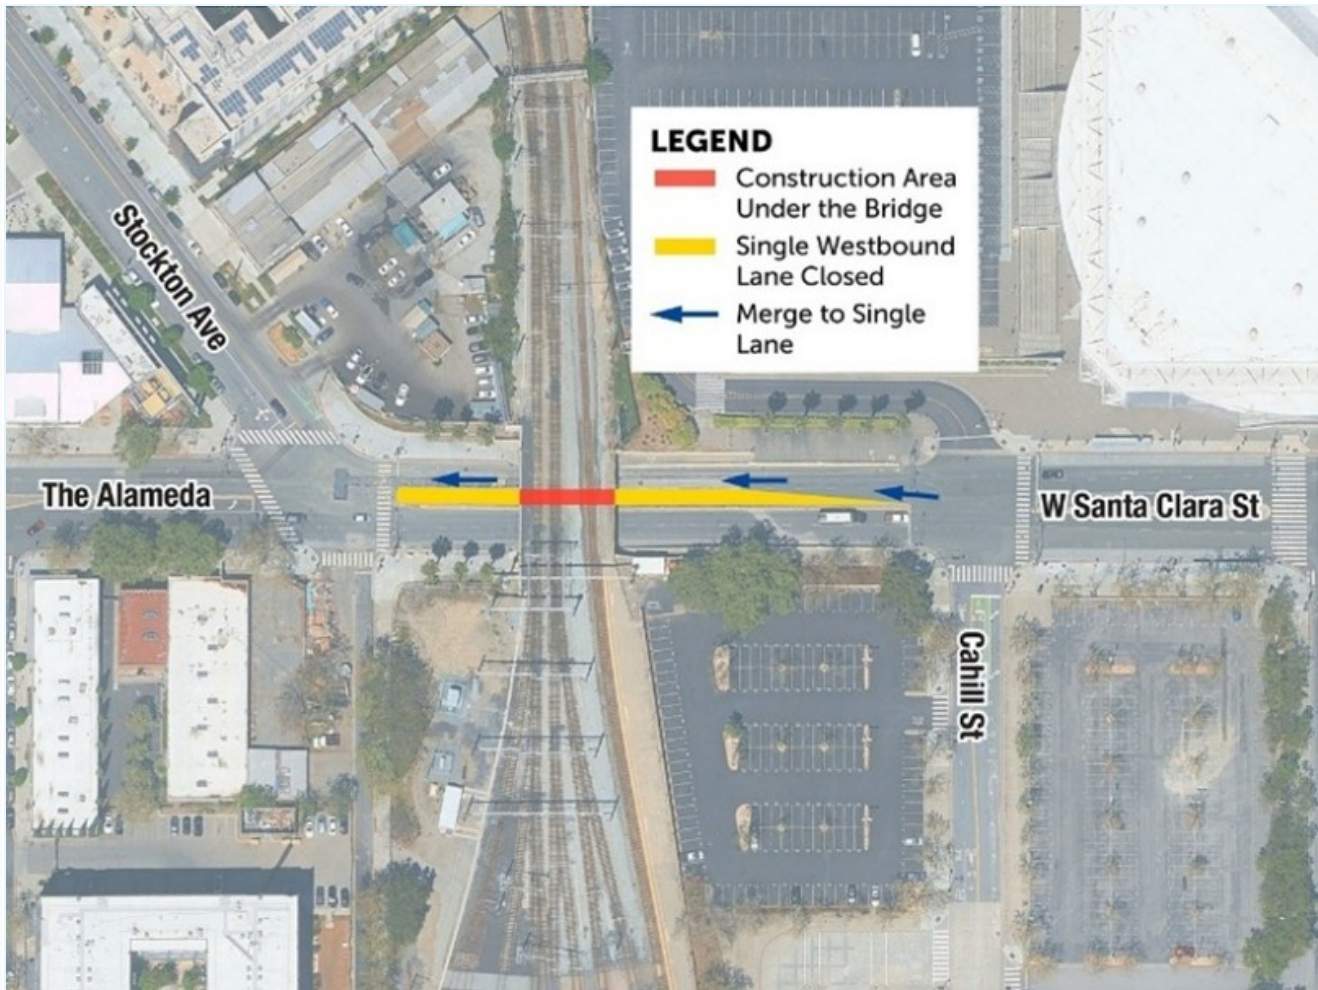 LEGEND
Construction Area
Under the Bridge
Single Westbound
Lane Closed
Merge to Single
Lane
Stockton Ave
The Alameda
W Santa Clara St
Cahill St